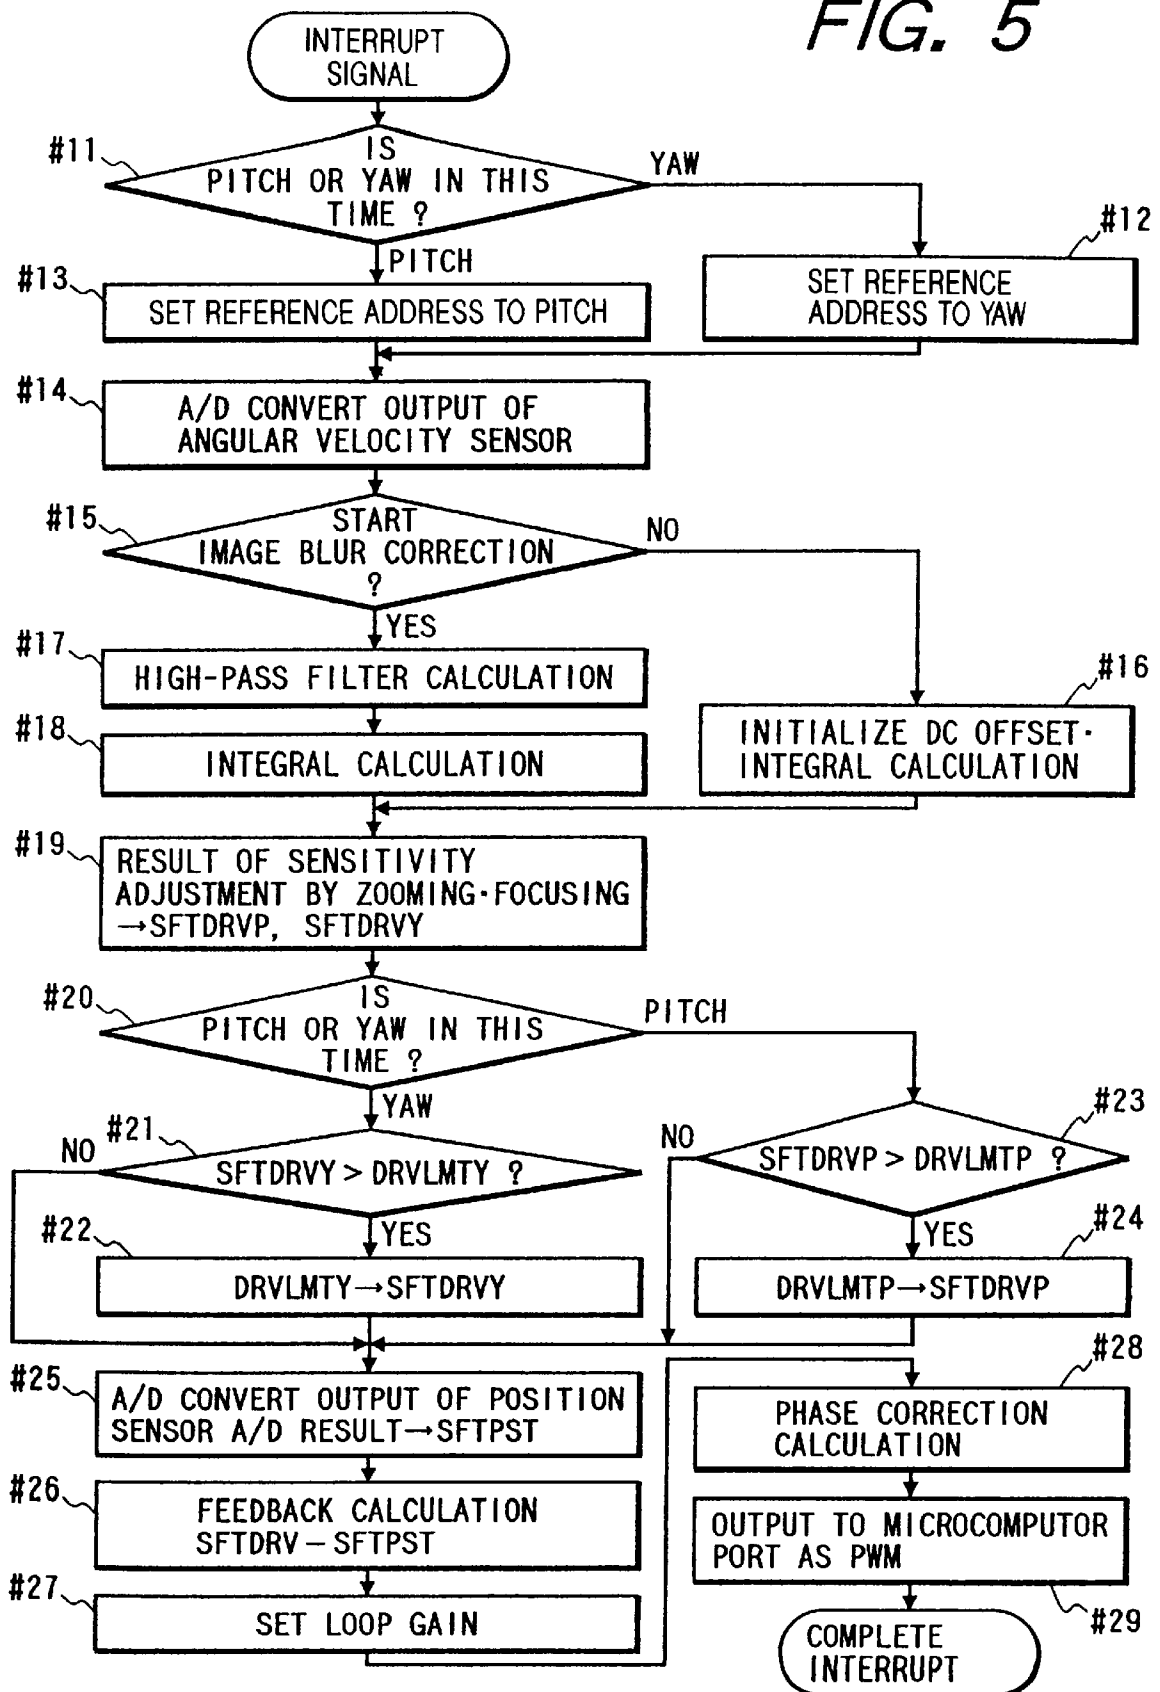 FIG. 5
INTERRUPT
SIGNAL
#11
IS
PITCH OR YAW IN THIS
TIME ?
YAW
PITCH
#12
SET REFERENCE
ADDRESS TO YAW
#13
SET REFERENCE ADDRESS TO PITCH
#14
A/D CONVERT OUTPUT OF
ANGULAR VELOCITY SENSOR
#15
START
IMAGE BLUR CORRECTION
?
NO
YES
#16
INITIALIZE DC OFFSET·
INTEGRAL CALCULATION
#17
HIGH-PASS FILTER CALCULATION
#18
INTEGRAL CALCULATION
#19
RESULT OF SENSITIVITY
ADJUSTMENT BY ZOOMING·FOCUSING
→SFTDRVP, SFTDRVY
#20
IS
PITCH OR YAW IN THIS
TIME ?
PITCH
YAW
#21
NO
SFTDRVY > DRVLMTY ?
YES
#22
DRVLMTY→SFTDRVY
#23
NO
SFTDRVP > DRVLMTP ?
YES
#24
DRVLMTP→SFTDRVP
#25
A/D CONVERT OUTPUT OF POSITION
SENSOR A/D RESULT→SFTPST
#26
FEEDBACK CALCULATION
SFTDRV – SFTPST
#27
SET LOOP GAIN
#28
PHASE CORRECTION
CALCULATION
OUTPUT TO MICROCOMPUTOR
PORT AS PWM
#29
COMPLETE
INTERRUPT